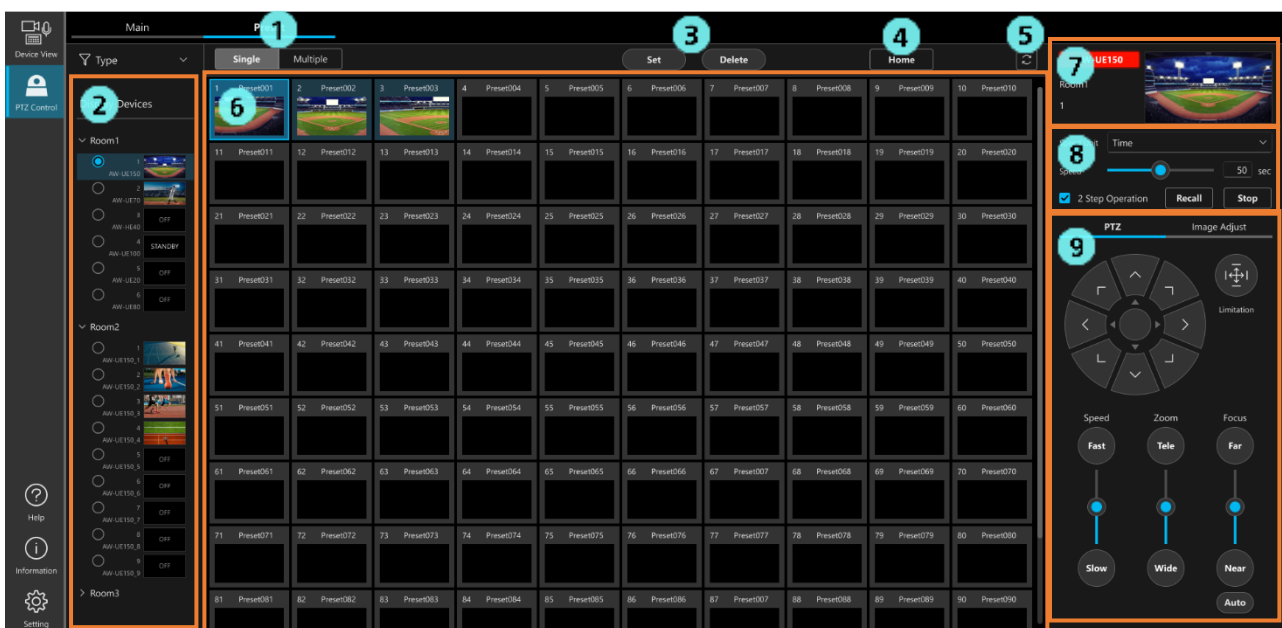 Device View
PTZ Control
Help
Information
Setting
Main
1
Type
Single
Multiple
3
Set
Delete
4
Home
5
2
Devices
Room1
1
AW-UE150
2
AW-UE70
3
OFF
AW-HE40
4
STANDBY
AW-UE100
5
OFF
AW-UE20
6
OFF
AW-UE80
Room2
1
AW-UE150_1
2
AW-UE150_2
3
AW-UE150_3
4
AW-UE150_4
5
OFF
AW-UE150_5
6
OFF
AW-UE150_6
7
OFF
AW-UE150_7
8
OFF
AW-UE150_8
9
OFF
AW-UE150_9
Room3
6
1 Preset001 2 Preset002 3 Preset003 4 Preset004 5 Preset005 6 Preset006 7 Preset007 8 Preset008 9 Preset009 10 Preset010
11 Preset011 12 Preset012 13 Preset013 14 Preset014 15 Preset015 16 Preset016 17 Preset017 18 Preset018 19 Preset019 20 Preset020
21 Preset021 22 Preset022 23 Preset023 24 Preset024 25 Preset025 26 Preset026 27 Preset027 28 Preset028 29 Preset029 30 Preset030
31 Preset031 32 Preset032 33 Preset033 34 Preset034 35 Preset035 36 Preset036 37 Preset037 38 Preset038 39 Preset039 40 Preset040
41 Preset041 42 Preset042 43 Preset043 44 Preset044 45 Preset045 46 Preset046 47 Preset047 48 Preset048 49 Preset049 50 Preset050
51 Preset051 52 Preset052 53 Preset053 54 Preset054 55 Preset055 56 Preset056 57 Preset057 58 Preset058 59 Preset059 60 Preset060
61 Preset061 62 Preset062 63 Preset063 64 Preset064 65 Preset065 66 Preset066 67 Preset007 68 Preset068 69 Preset069 70 Preset070
71 Preset071 72 Preset072 73 Preset073 74 Preset074 75 Preset075 76 Preset076 77 Preset077 78 Preset078 79 Preset079 80 Preset080
81 Preset081 82 Preset082 83 Preset083 84 Preset084 85 Preset085 86 Preset086 87 Preset007 88 Preset088 89 Preset089 90 Preset090
7
-UE150
Room1
1
8
Time
Speed
50 sec
2 Step Operation
Recall
Stop
9
PTZ
Image Adjust
Limitation
Speed
Zoom
Focus
Fast
Tele
Far
Slow
Wide
Near
Auto